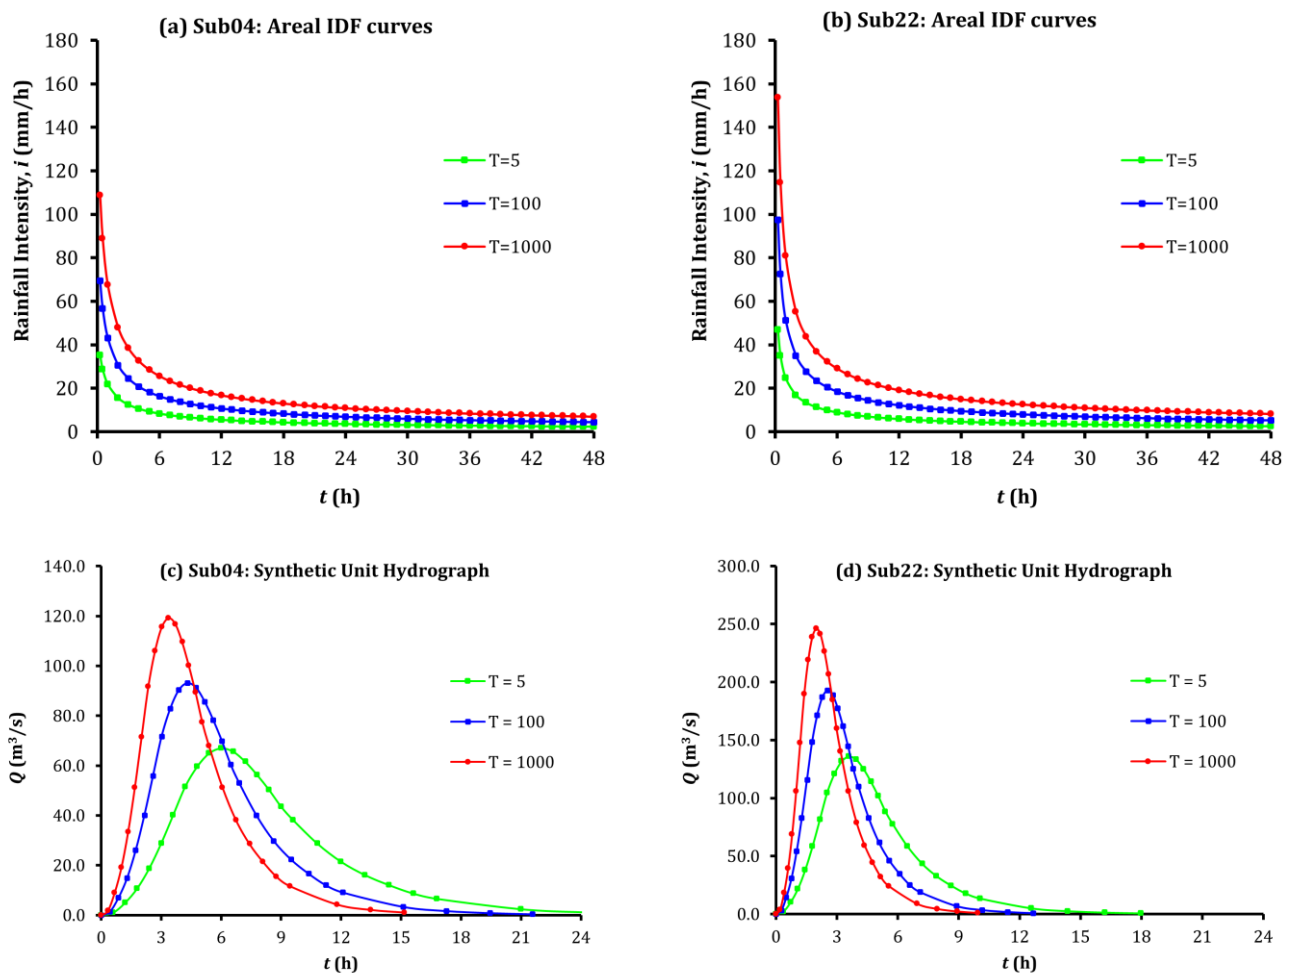 (a) Sub04: Areal IDF curves
180
160
140
120
100
80
60
40
20
0
Rainfall Intensity, i (mm/h)
T=5
T=100
T=1000
0 6 12 18 24 30 36 42 48
t (h)
(b) Sub22: Areal IDF curves
180
160
140
120
100
80
60
40
20
0
Rainfall Intensity, i (mm/h)
T=5
T=100
T=1000
0 6 12 18 24 30 36 42 48
t (h)
(c) Sub04: Synthetic Unit Hydrograph
140.0
120.0
100.0
80.0
60.0
40.0
20.0
0.0
Q (m³/s)
T = 5
T = 100
T = 1000
0 3 6 9 12 15 18 21 24
t (h)
(d) Sub22: Synthetic Unit Hydrograph
300.0
250.0
200.0
150.0
100.0
50.0
0.0
Q (m³/s)
T = 5
T = 100
T = 1000
0 3 6 9 12 15 18 21 24
t (h)